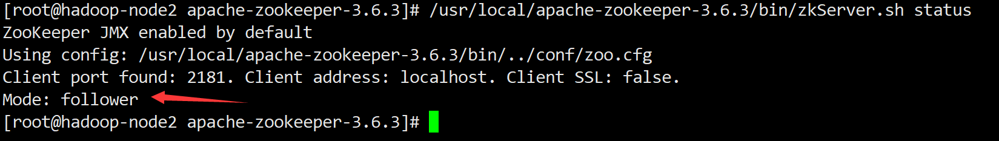 [root@hadoop-node2 apache-zookeeper-3.6.3]# /usr/local/apache-zookeeper-3.6.3/bin/zkServer.sh status
ZooKeeper JMX enabled by default
Using config: /usr/local/apache-zookeeper-3.6.3/bin/../conf/zoo.cfg
Client port found: 2181. Client address: localhost. Client SSL: false.
Mode: follower
[root@hadoop-node2 apache-zookeeper-3.6.3]#